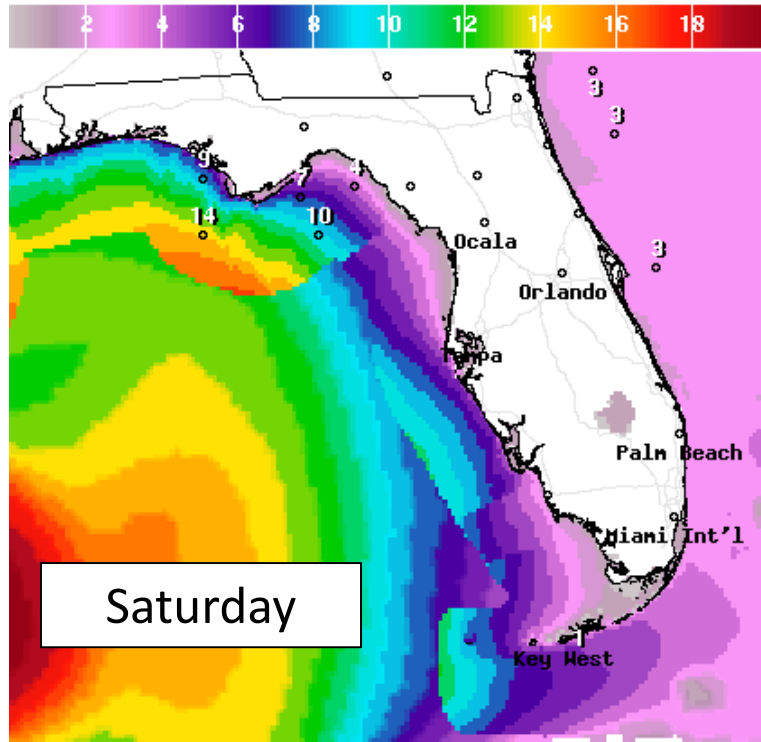 2 4 6 8 10 12 14 16 18
3
3
9
4
7
14 10
Ocala
3
Orlando
Tampa
Palm Beach
Miami Int'l
Saturday
1
Key West